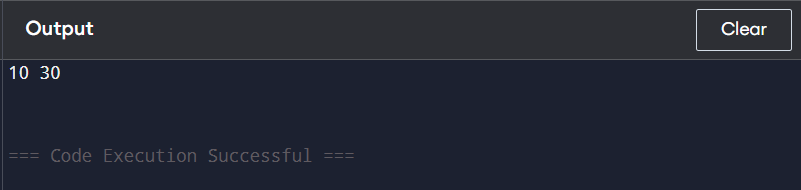 Output
Clear
10 30
=== Code Execution Successful ===